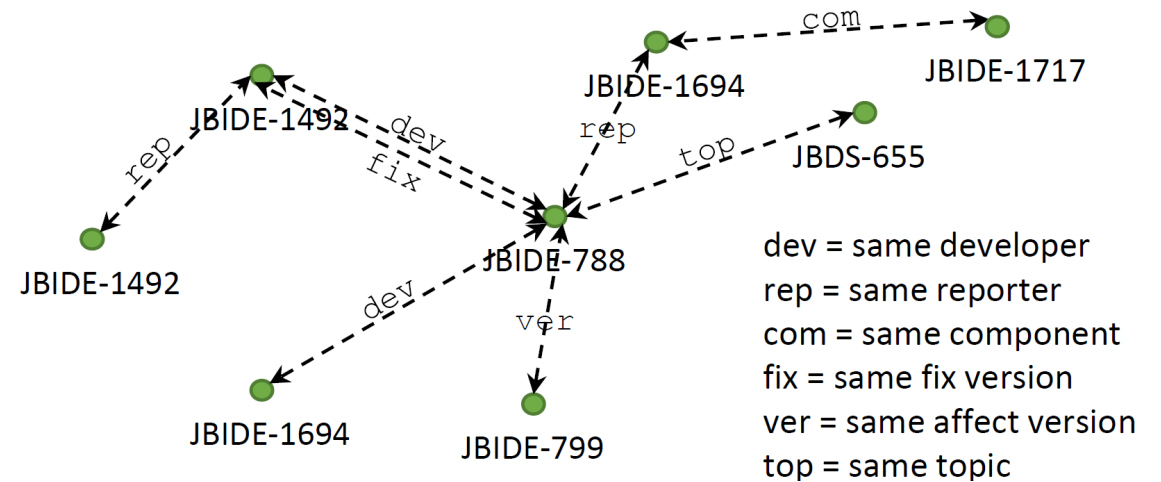 com
JBIDE-1717
JBIDE-1694
JBIDE-1492
dev
rep
top
JBDS-655
rep
fix
JBIDE-788
JBIDE-1492
dev
ver
JBIDE-1694
JBIDE-799
dev = same developer
rep = same reporter
com = same component
fix = same fix version
ver = same affect version
top = same topic